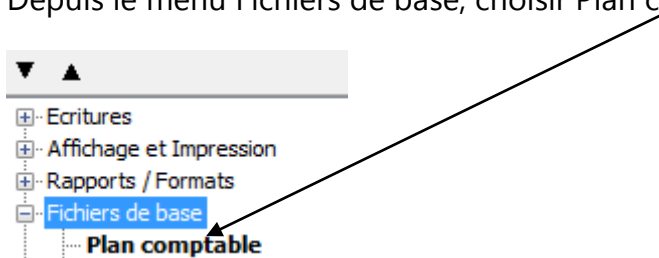 Depuis le menu Fichiers de base, choisir Plan c
Ecritures
Affichage et Impression
Rapports / Formats
Fichiers de base
Plan comptable